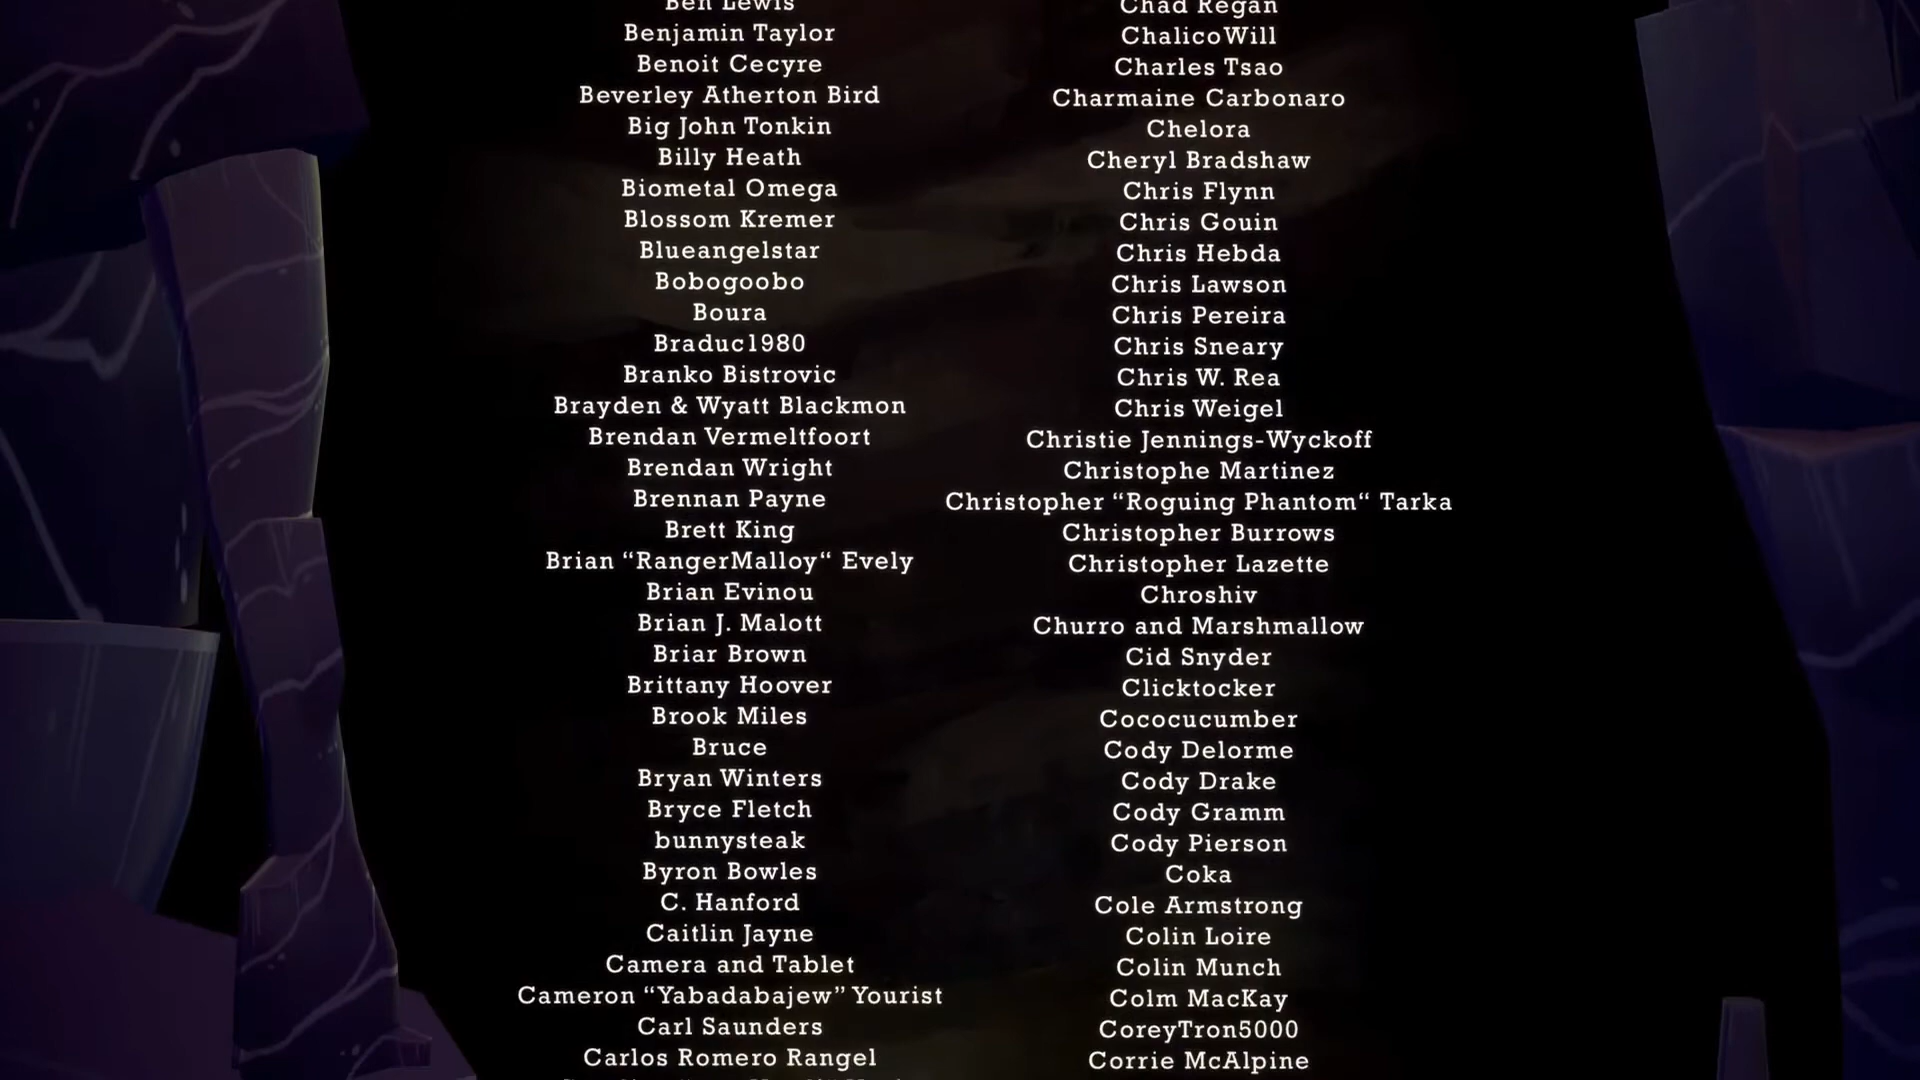 Ben Lewis
Benjamin Taylor
Benoit Cecyre
Beverley Atherton Bird
Big John Tonkin
Billy Heath
Biometal Omega
Blossom Kremer
Blueangelstar
Bobogoobo
Boura
Braduc1980
Branko Bistrovic
Brayden & Wyatt Blackmon
Brendan Vermeltfoort
Brendan Wright
Brennan Payne
Brett King
Brian “RangerMalloy“ Evely
Brian Evinou
Brian J. Malott
Briar Brown
Brittany Hoover
Brook Miles
Bruce
Bryan Winters
Bryce Fletch
bunnysteak
Byron Bowles
C. Hanford
Caitlin Jayne
Camera and Tablet
Cameron “Yabadabajew” Yourist
Carl Saunders
Carlos Romero Rangel
Chad Regan
ChalicoWill
Charles Tsao
Charmaine Carbonaro
Chelora
Cheryl Bradshaw
Chris Flynn
Chris Gouin
Chris Hebda
Chris Lawson
Chris Pereira
Chris Sneary
Chris W. Rea
Chris Weigel
Christie Jennings-Wyckoff
Christophe Martinez
Christopher “Roguing Phantom“ Tarka
Christopher Burrows
Christopher Lazette
Chroshiv
Churro and Marshmallow
Cid Snyder
Clicktocker
Cococucumber
Cody Delorme
Cody Drake
Cody Gramm
Cody Pierson
Coka
Cole Armstrong
Colin Loire
Colin Munch
Colm MacKay
CoreyTron5000
Corrie McAlpine